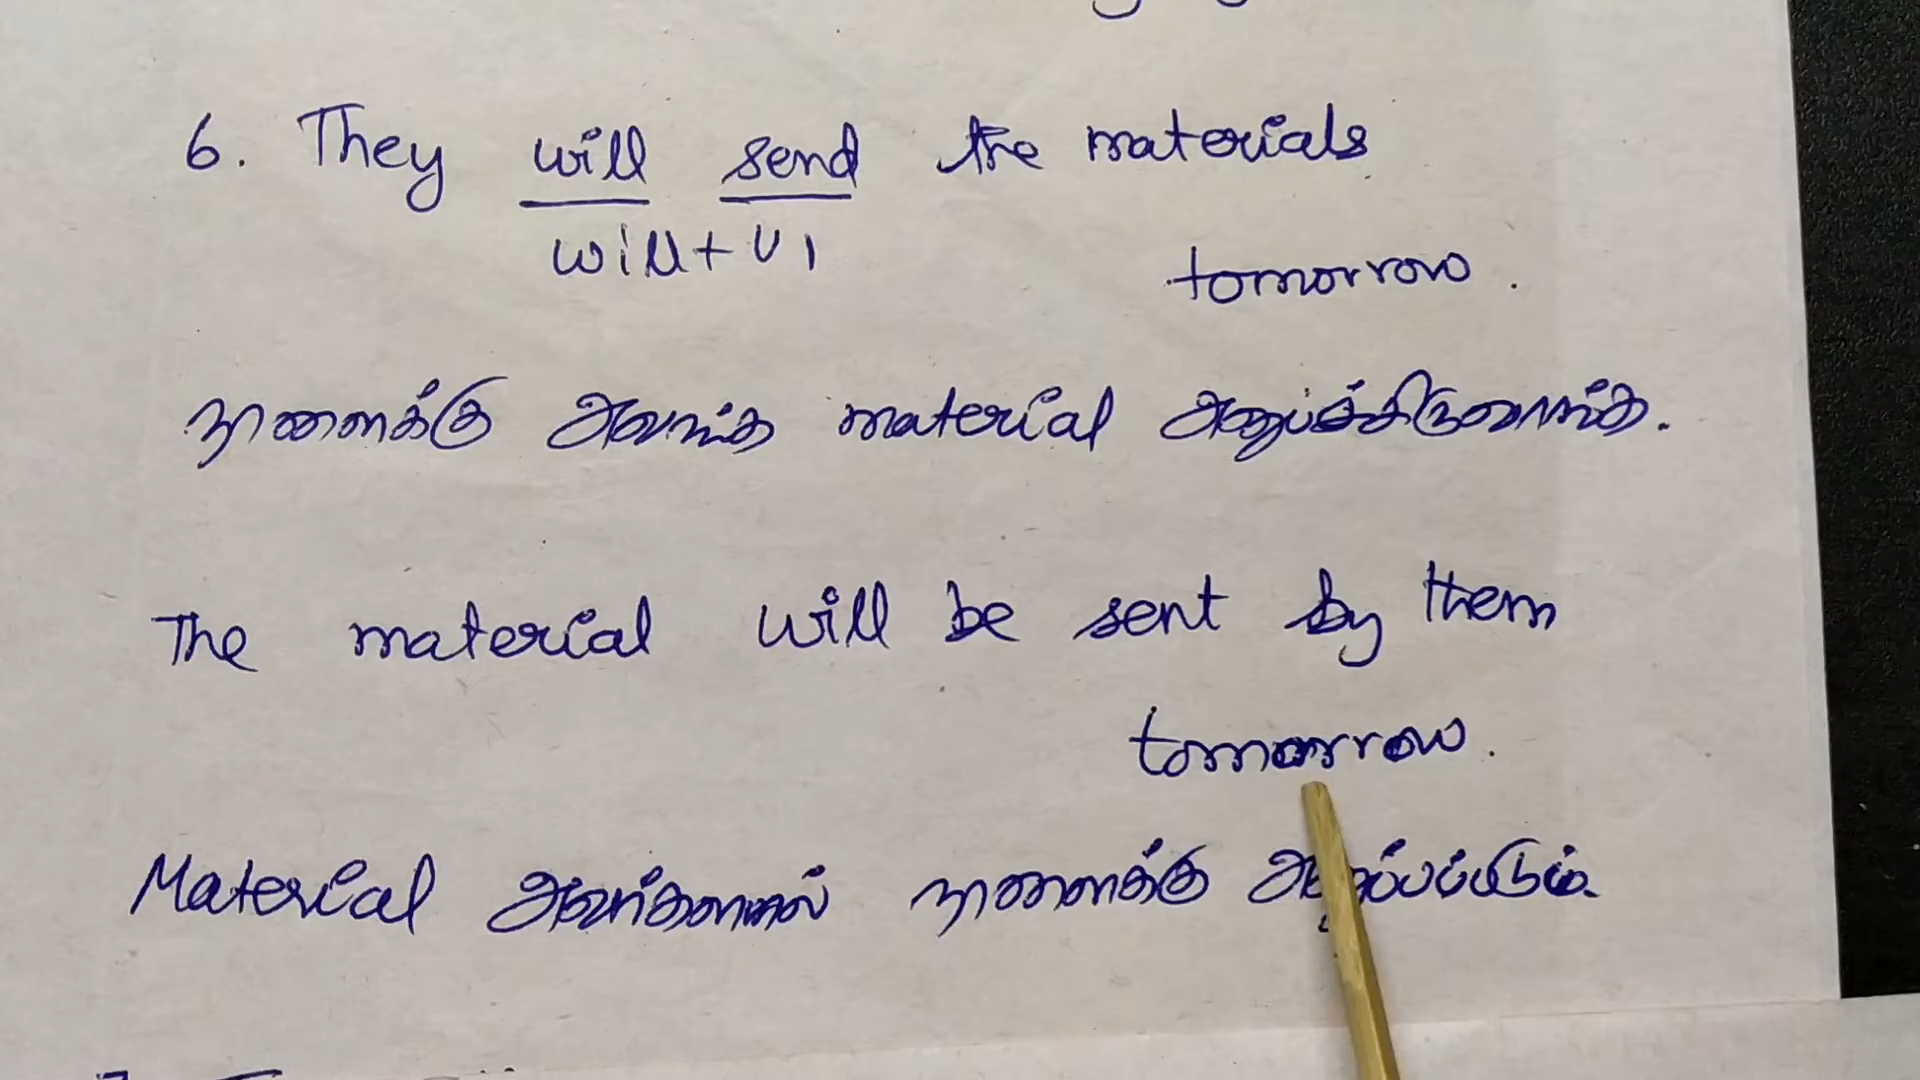 6. They will send the materials
will + V1
tomorrow.
நாளைக்கு அவங்க material அனுப்பிச்சிருவாங்க.
The material will be sent by them
tomorrow.
Material அவர்களால் நாளைக்கு அனுப்பப்படும்.